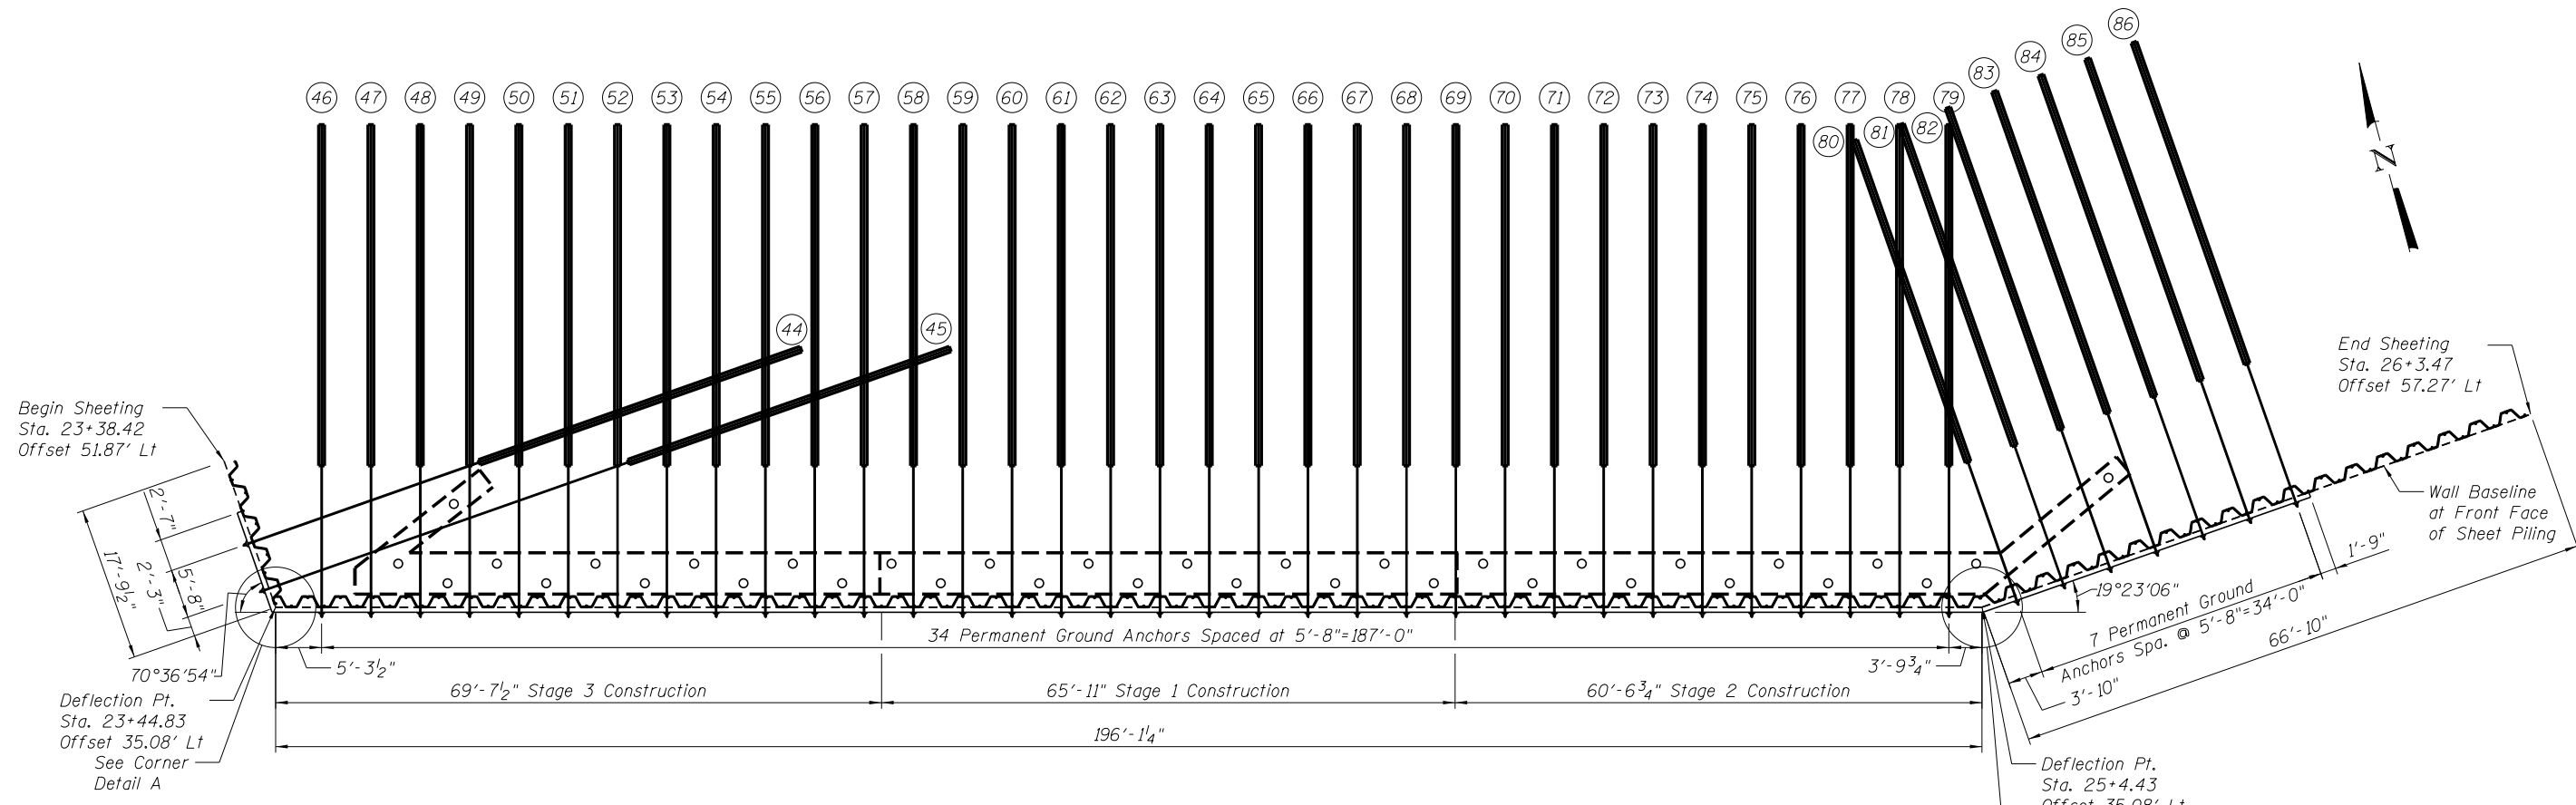 46 47 48 49 50 51 52 53 54 55 56 57 58 59 60 61 62 63 64 65 66 67 68 69 70 71 72 73 74 75 76 77 78 79
80 81 82 83 84 85 86
44 45
N
Begin Sheeting
Sta. 23+38.42
Offset 51.87' Lt
End Sheeting
Sta. 26+3.47
Offset 57.27' Lt
Wall Baseline
at Front Face
of Sheet Piling
2'-7"
2'-3"
5'-8"
17'-9½"
70°36'54"
Deflection Pt.
Sta. 23+44.83
Offset 35.08' Lt
See Corner
Detail A
5'-3½"
34 Permanent Ground Anchors Spaced at 5'-8"=187'-0"
3'-9¾"
69'-7½" Stage 3 Construction
65'-11" Stage 1 Construction
60'-6¾" Stage 2 Construction
196'-1¼"
19°23'06"
1'-9"
7 Permanent Ground
Anchors Spa. @ 5'-8"=34'-0"
3'-10"
66'-10"
Deflection Pt.
Sta. 25+4.43
Offset 35.08' Lt